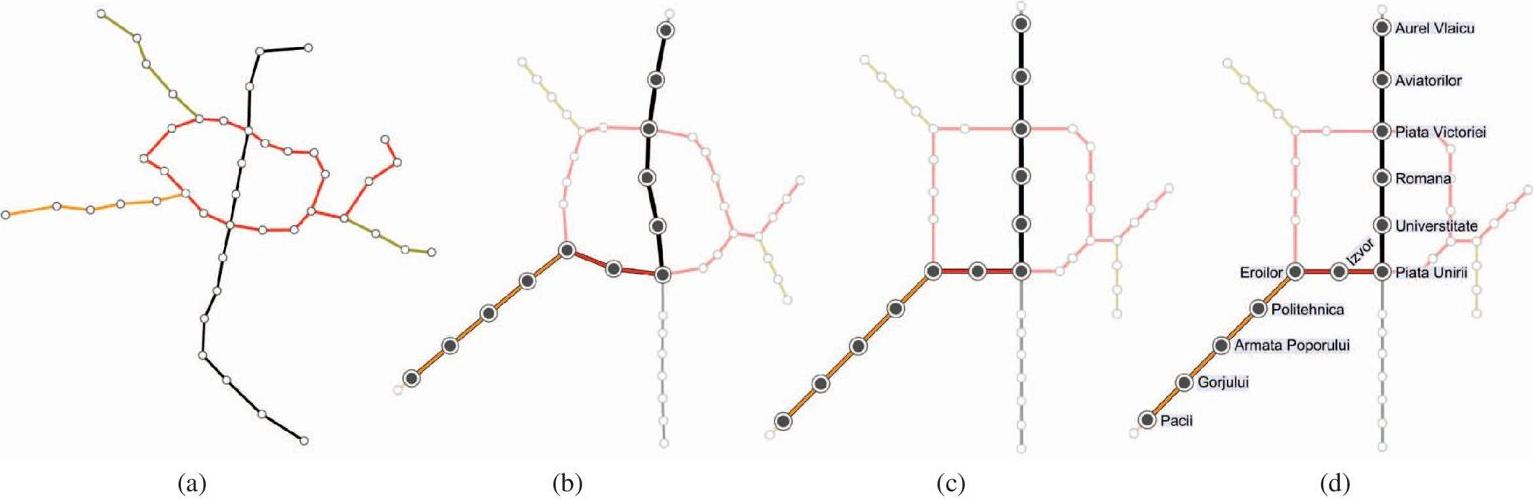 Aurel Vlaicu
Aviatorilor
Piata Victoriei
Romana
Universtitate
Izvor
Eroilor
Piata Unirii
Politehnica
Armata Poporului
Gorjului
Pacii
(a)
(b)
(c)
(d)